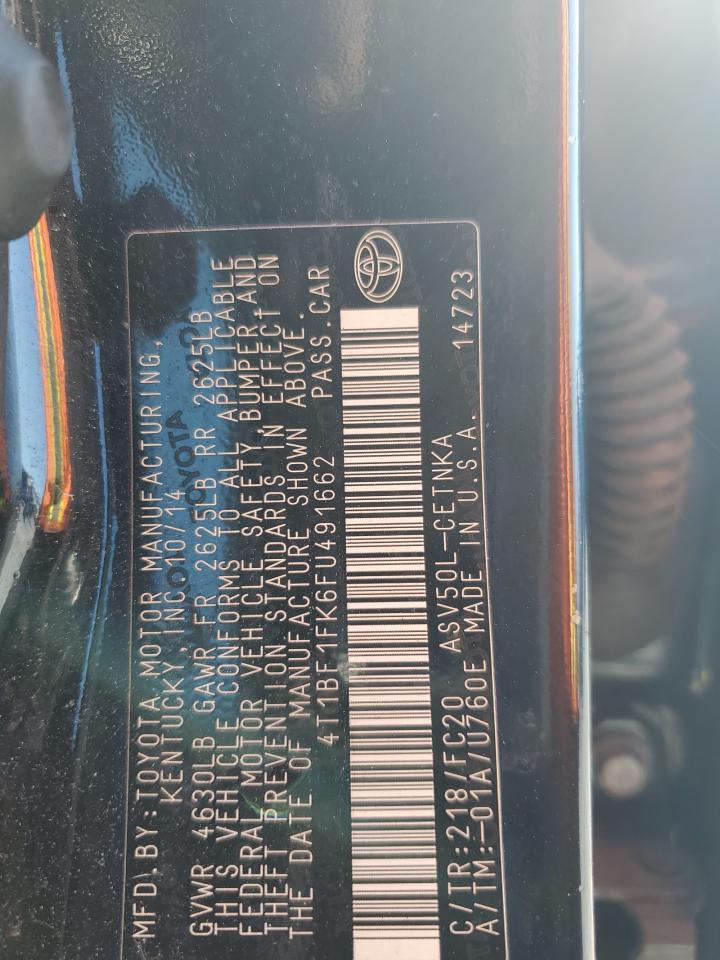 MFD.BY:TOYOTA MOTOR MANUFACTURING,
KENTUCKY,INC. 10/14
GVWR 4630LB GAWR FR 2625LB RR 2625LB
THIS VEHICLE CONFORMS TO ALL APPLICABLE
FEDERAL MOTOR VEHICLE SAFETY,BUMPER,AND
THEFT PREVENTION STANDARDS IN EFFECT ON
THE DATE OF MANUFACTURE SHOWN ABOVE.
4T1BF1FK6FU491662 PASS.CAR
C/TR:218/FC20 ASV50L-CETNKA
A/TM:-01A/U760E MADE IN U.S.A. 14723